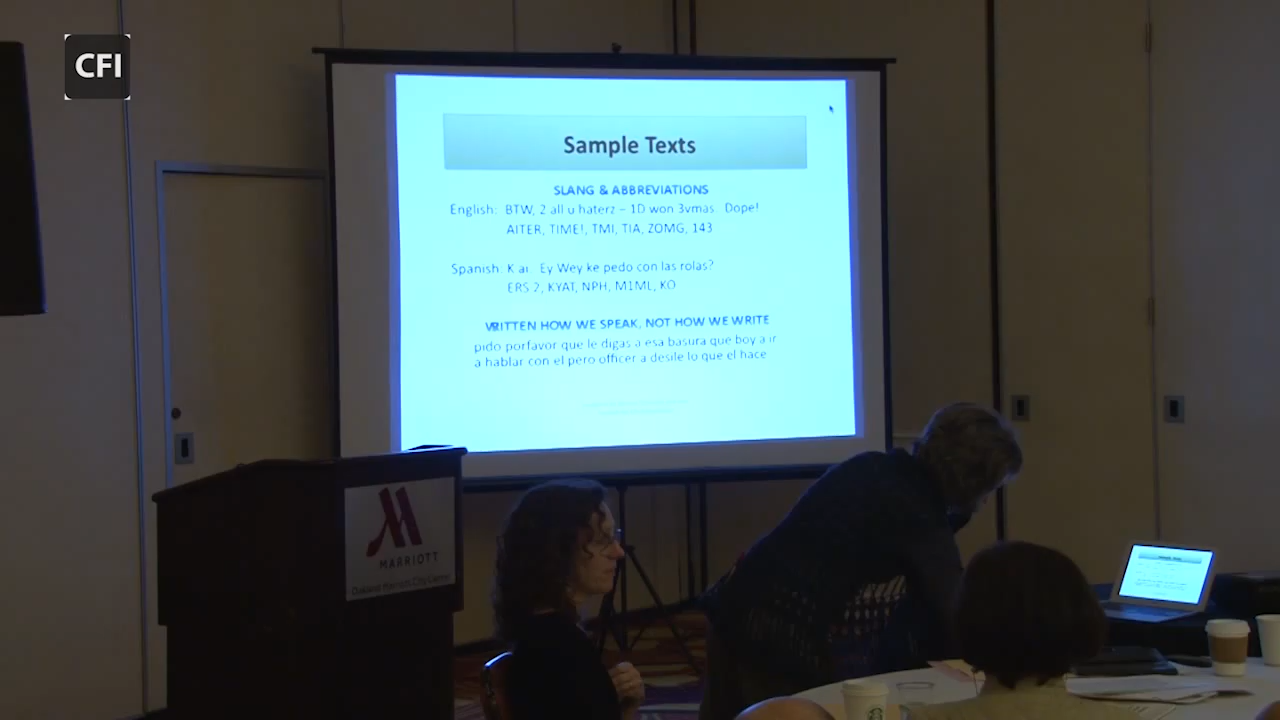 CFI
Sample Texts
SLANG & ABBREVIATIONS
English: BTW, 2 all u haterz – 1D won 3vmas. Dope!
AITER, TIME!, TMI, TIA, ZOMG, 143
Spanish: K ai. Ey Wey ke pedo con las rolas?
ERS 2, KYAT, NPH, M1ML, KO
WRITTEN HOW WE SPEAK, NOT HOW WE WRITE
pido porfavor que le digas a esa basura que boy a ir
a hablar con el pero officer a desile lo que el hace
MARRIOTT
Oakland Marriott City Center